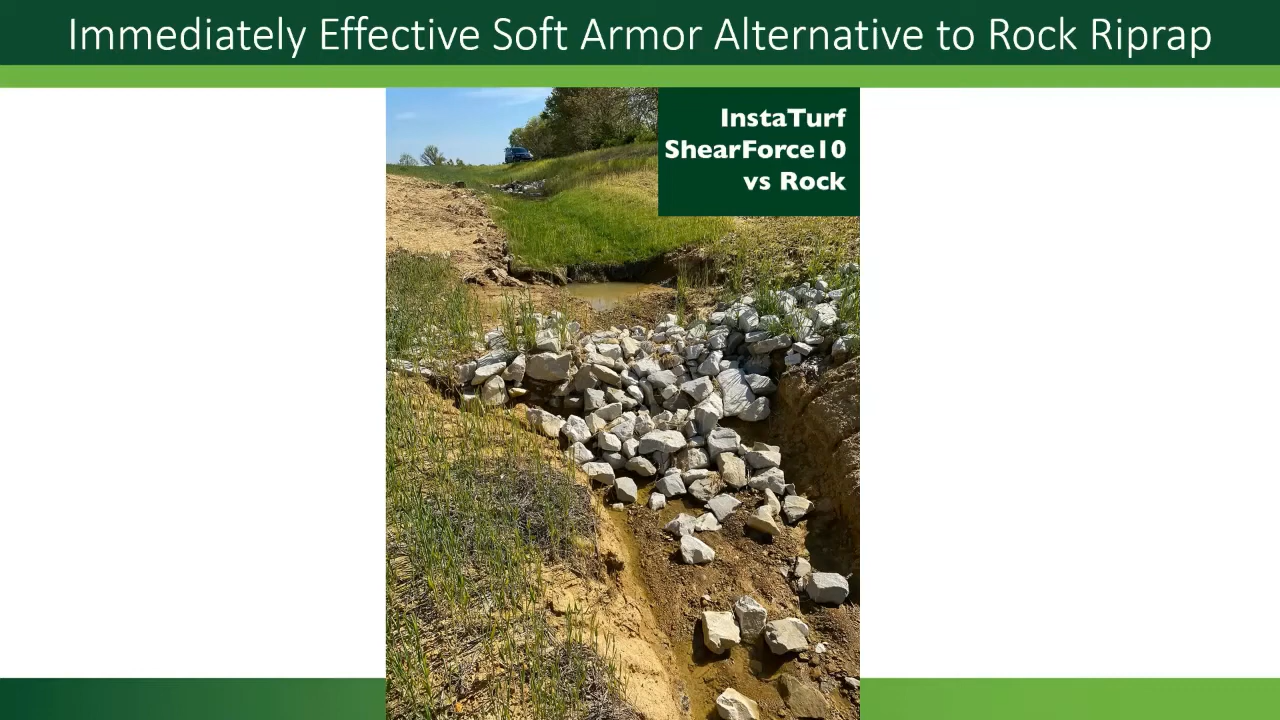 Immediately Effective Soft Armor Alternative to Rock Riprap
InstaTurf
ShearForce10
vs Rock